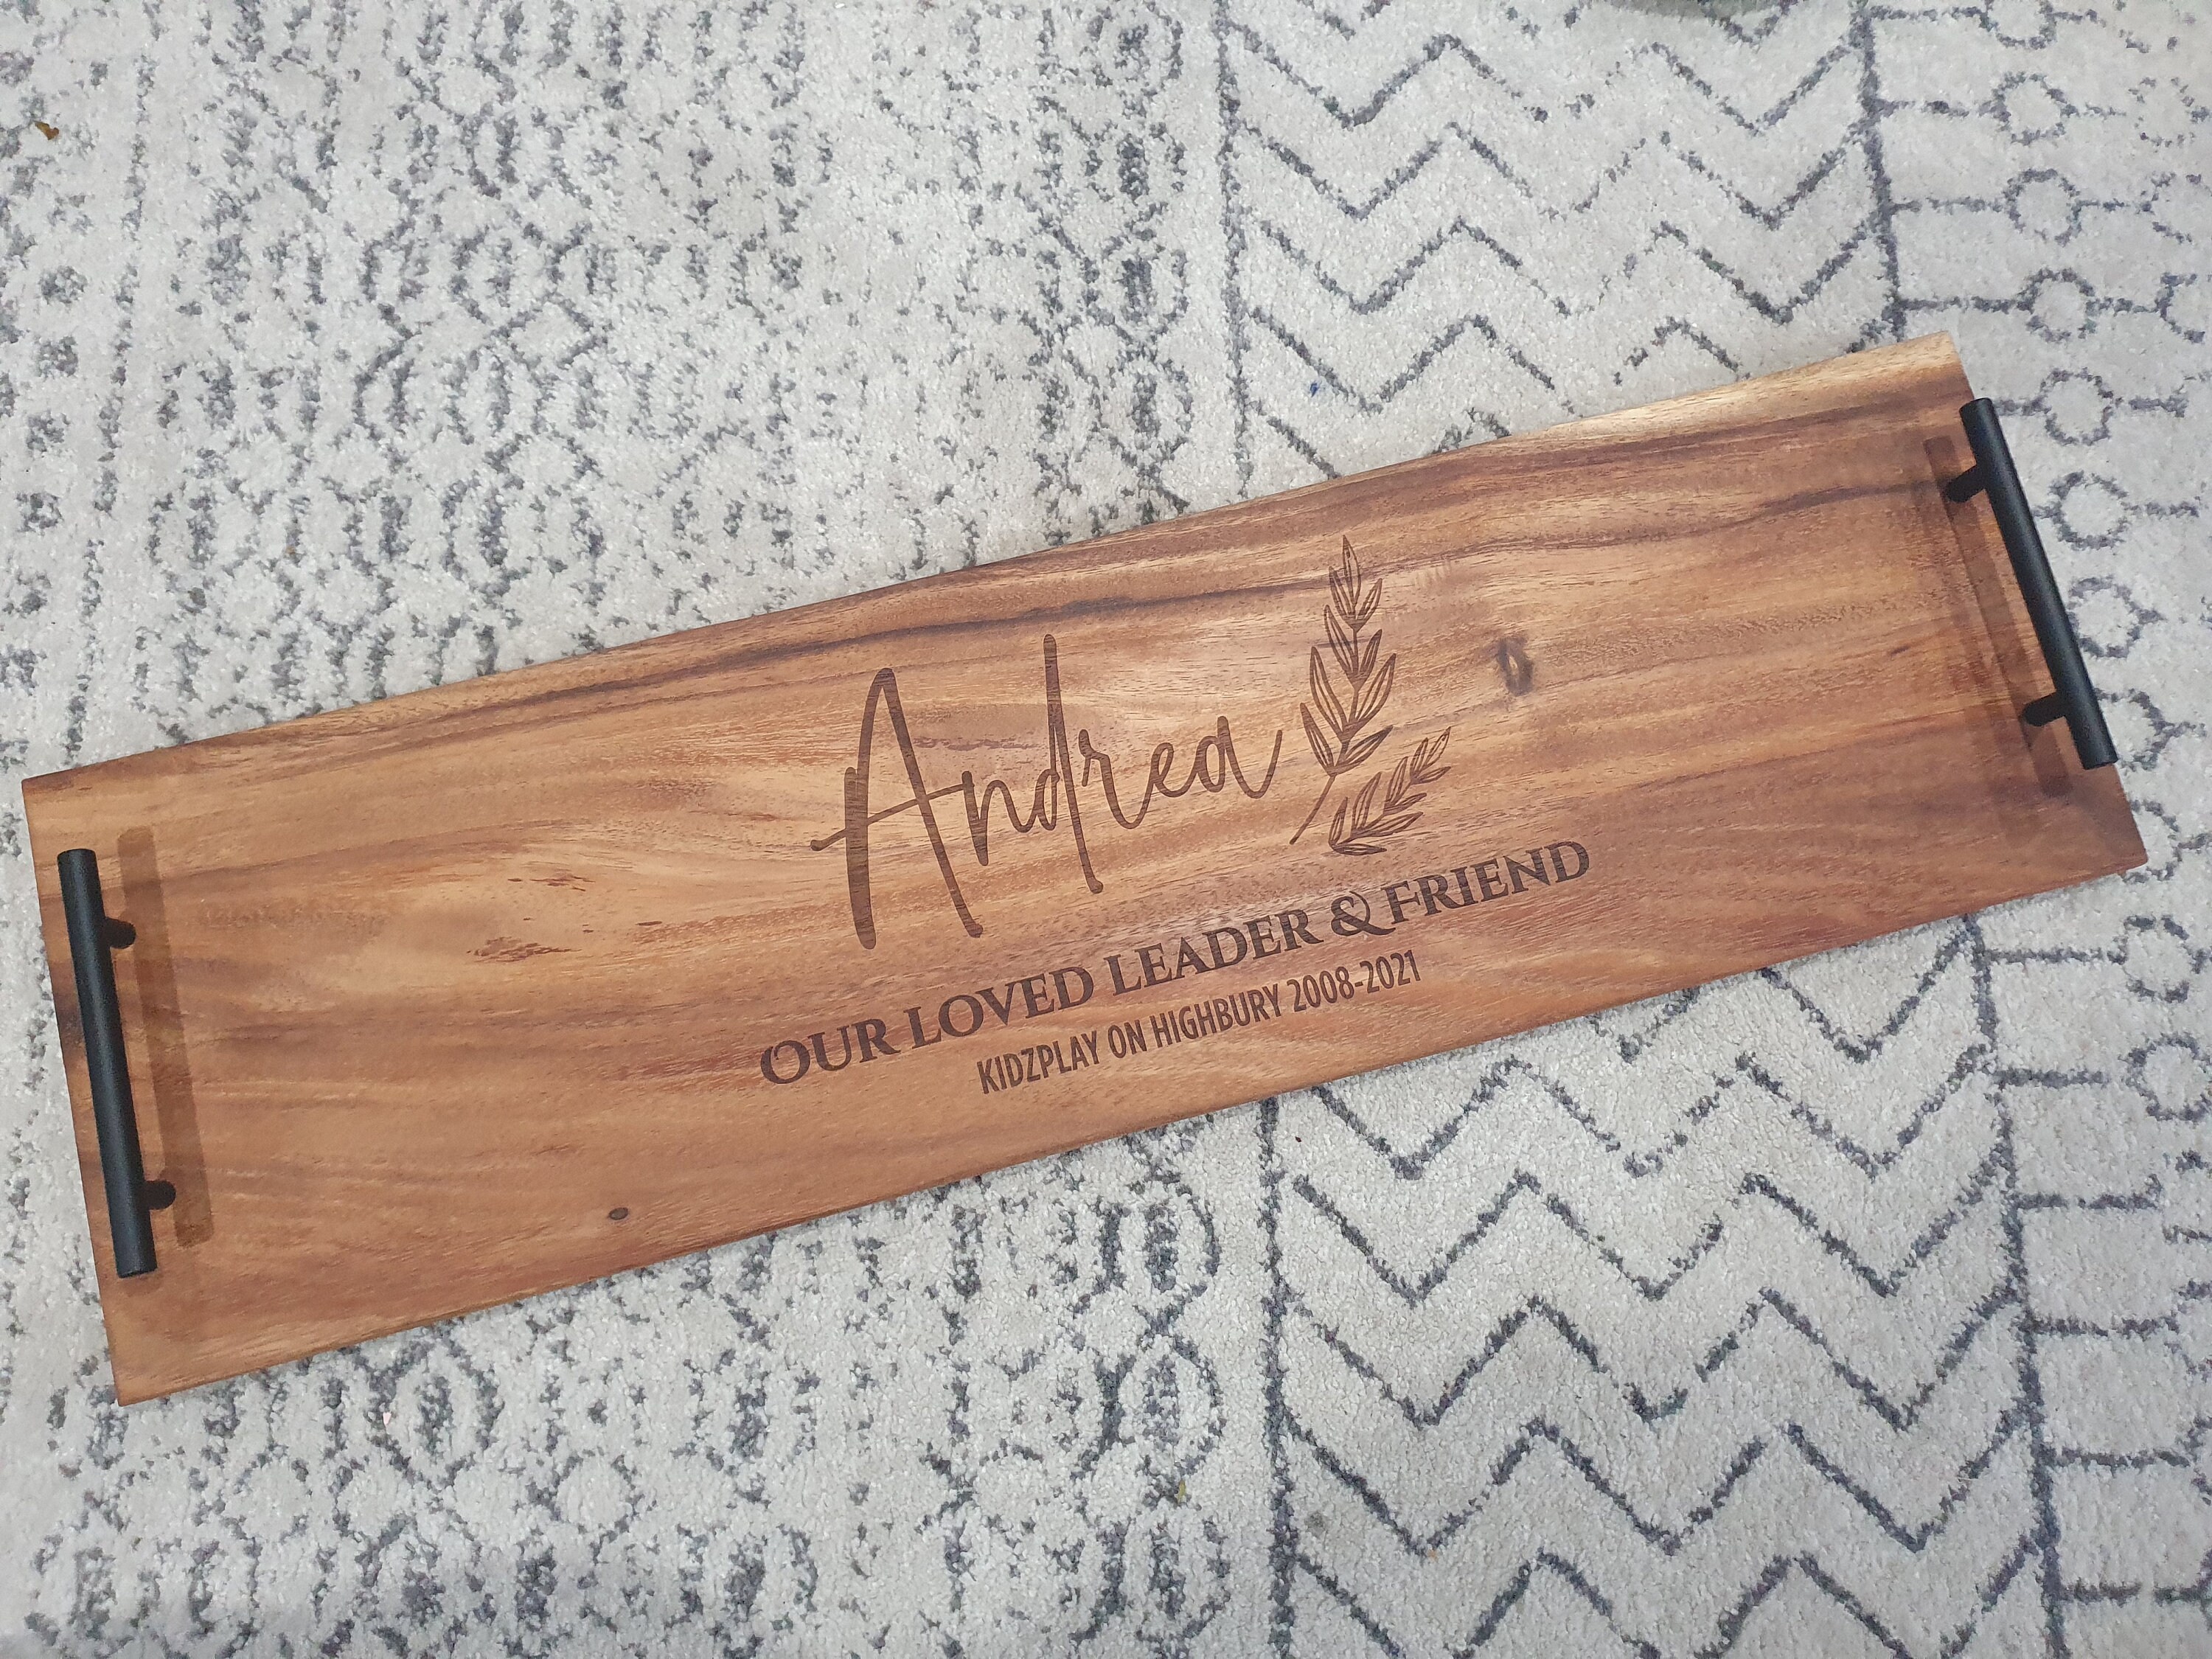 Andrea
OUR LOVED LEADER & FRIEND
KIDZPLAY ON HIGHBURY 2008-2021